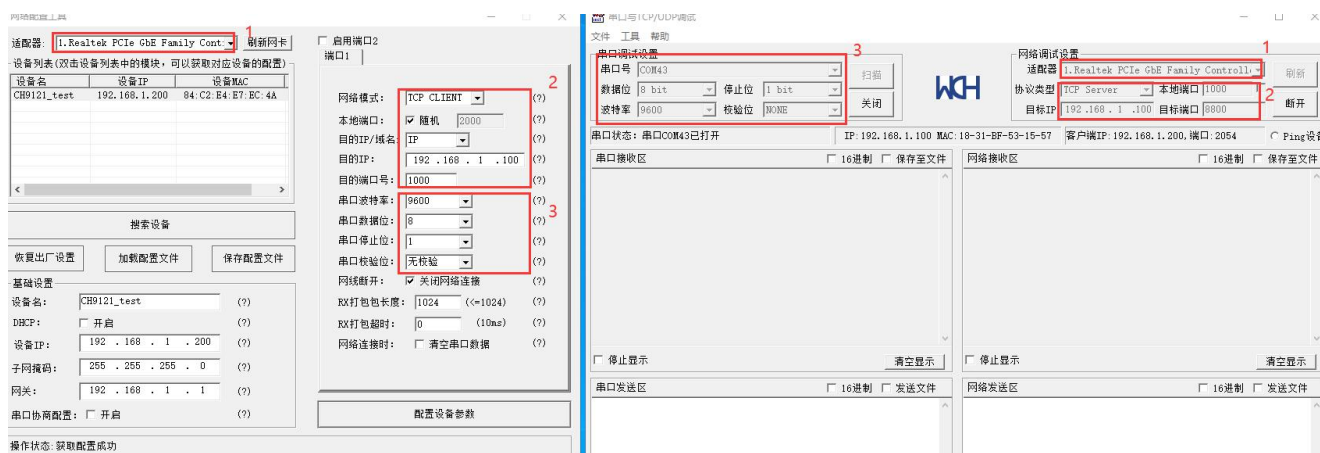 网络配置工具
适配器: 1.Realtek PCIe GbE Family Cont: 刷新网卡
1
设备列表(双击设备列表中的模块，可以获取对应设备的配置)
设备名 设备IP 设备MAC
CH9121_test 192.168.1.200 84:C2:E4:E7:EC:4A
搜索设备
恢复出厂设置 加载配置文件 保存配置文件
基础设置
设备名: CH9121_test (?)
DHCP: 开启 (?)
设备IP: 192 . 168 . 1 . 200 (?)
子网掩码: 255 . 255 . 255 . 0 (?)
网关: 192 . 168 . 1 . 1 (?)
串口协商配置: 开启 (?)
操作状态:获取配置成功
启用端口2
端口1
2
网络模式: TCP CLIENT (?)
本地端口: 随机 2000 (?)
目的IP/域名: IP (?)
目的IP: 192 . 168 . 1 . 100 (?)
目的端口号: 1000 (?)
3
串口波特率: 9600 (?)
串口数据位: 8 (?)
串口停止位: 1 (?)
串口校验位: 无校验 (?)
网线断开: 关闭网络连接 (?)
RX打包包长度: 1024 (<=1024) (?)
RX打包超时: 0 (10ms) (?)
网络连接时: 清空串口数据 (?)
配置设备参数
串口号TCP/UDP调试
文件 工具 帮助
串口调试设置
3
串口号 COM43 扫描
数据位 8 bit 停止位 1 bit
波特率 9600 校验位 NONE 关闭
WCH
网络调试设置
1
适配器 1.Realtek PCIe GbE Family Controll 刷新
协议类型 TCP Server 本地端口 1000
2
目标IP 192 .168 . 1 .100 目标端口 8800 断开
串口状态: 串口COM43已打开 IP:192.168.1.100 MAC:18-31-BF-53-15-57 客户端IP:192.168.1.200,端口:2054 Ping设备
串口接收区 16进制 保存至文件
停止显示 清空显示
串口发送区 16进制 发送文件
网络接收区 16进制 保存至文件
停止显示 清空显示
网络发送区 16进制 发送文件